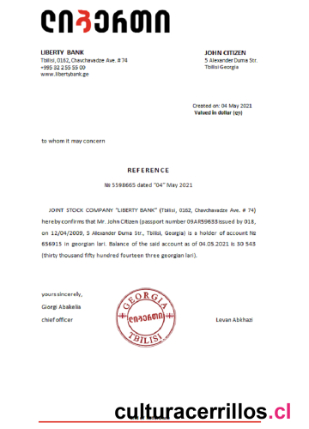 ლიბერთი
LIBERTY BANK
Tbilisi, 0162, Chavchavadze Ave. # 74
+995 32 2 55 55 00
www.libertybank.ge
JOHN CITIZEN
5 Alexander Duma Str.
Tbilisi Georgia
Created on: 04 May 2021
Valued in dollar ($)
to whom it may concern
REFERENCE
№ 5598665 dated "04" May 2021
JOINT STOCK COMPANY "LIBERTY BANK" (Tbilisi, 0162, Chavchavadze Ave, # 74)
hereby confirms that Mr. John Citizen (passport number 09AR59653 issued by 013,
on 12/04/2009, 5 Alexander Duma Str., Tbilisi, Georgia) is a holder of account №
656913 in georgian lari. Balance of the said account as of 04.05.2021 is 30 543
(thirty thousand fifty hundred fourteen three georgian lari).
yours sincerely,
Giorgi Abakelia
chief officer
GEORGIA
ლიბერთი
TBILISI
Levan Abkhazi
culturacerrillos.cl